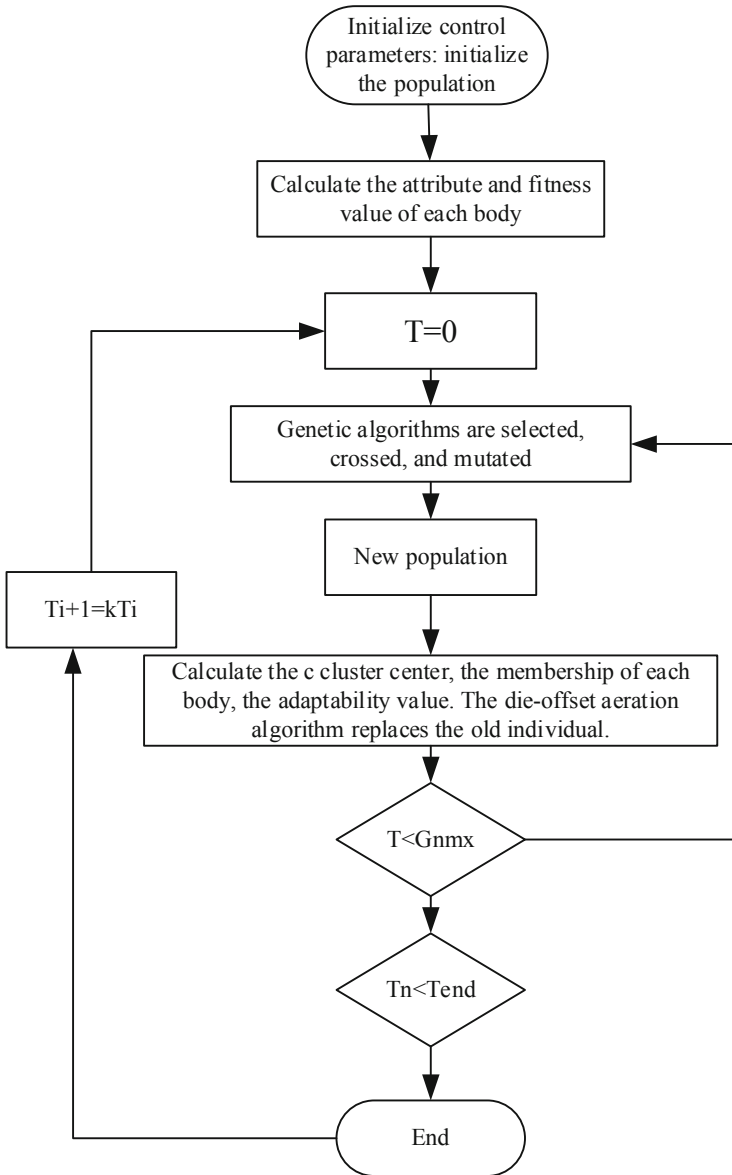 Initialize control
parameters: initialize
the population
Calculate the attribute and fitness
value of each body
T=0
Genetic algorithms are selected,
crossed, and mutated
New population
Ti+1=kTi
Calculate the c cluster center, the membership of each
body, the adaptability value. The die-offset aeration
algorithm replaces the old individual.
T<Gnmx
Tn<Tend
End